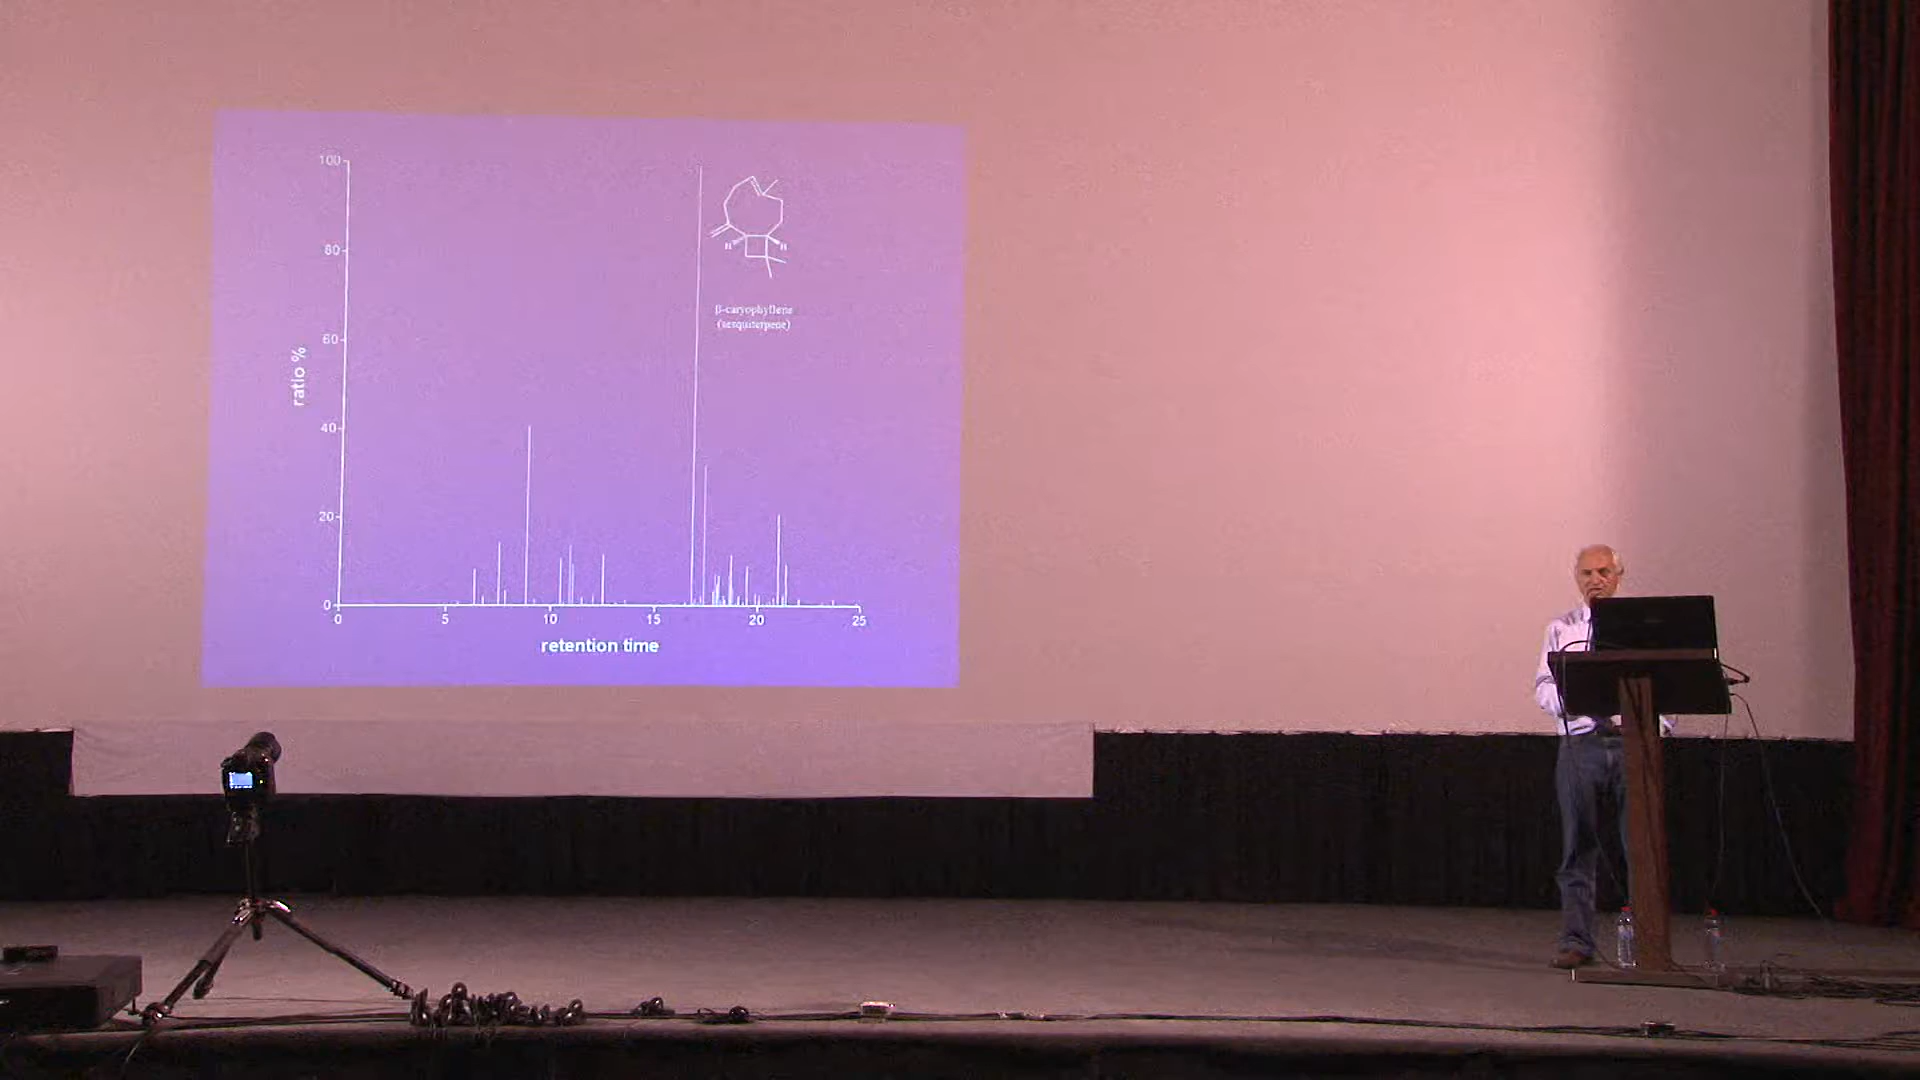 100
80
60
40
20
0
ratio %
H
H
β-caryophyllene
(sesquiterpene)
0 5 10 15 20 25
retention time